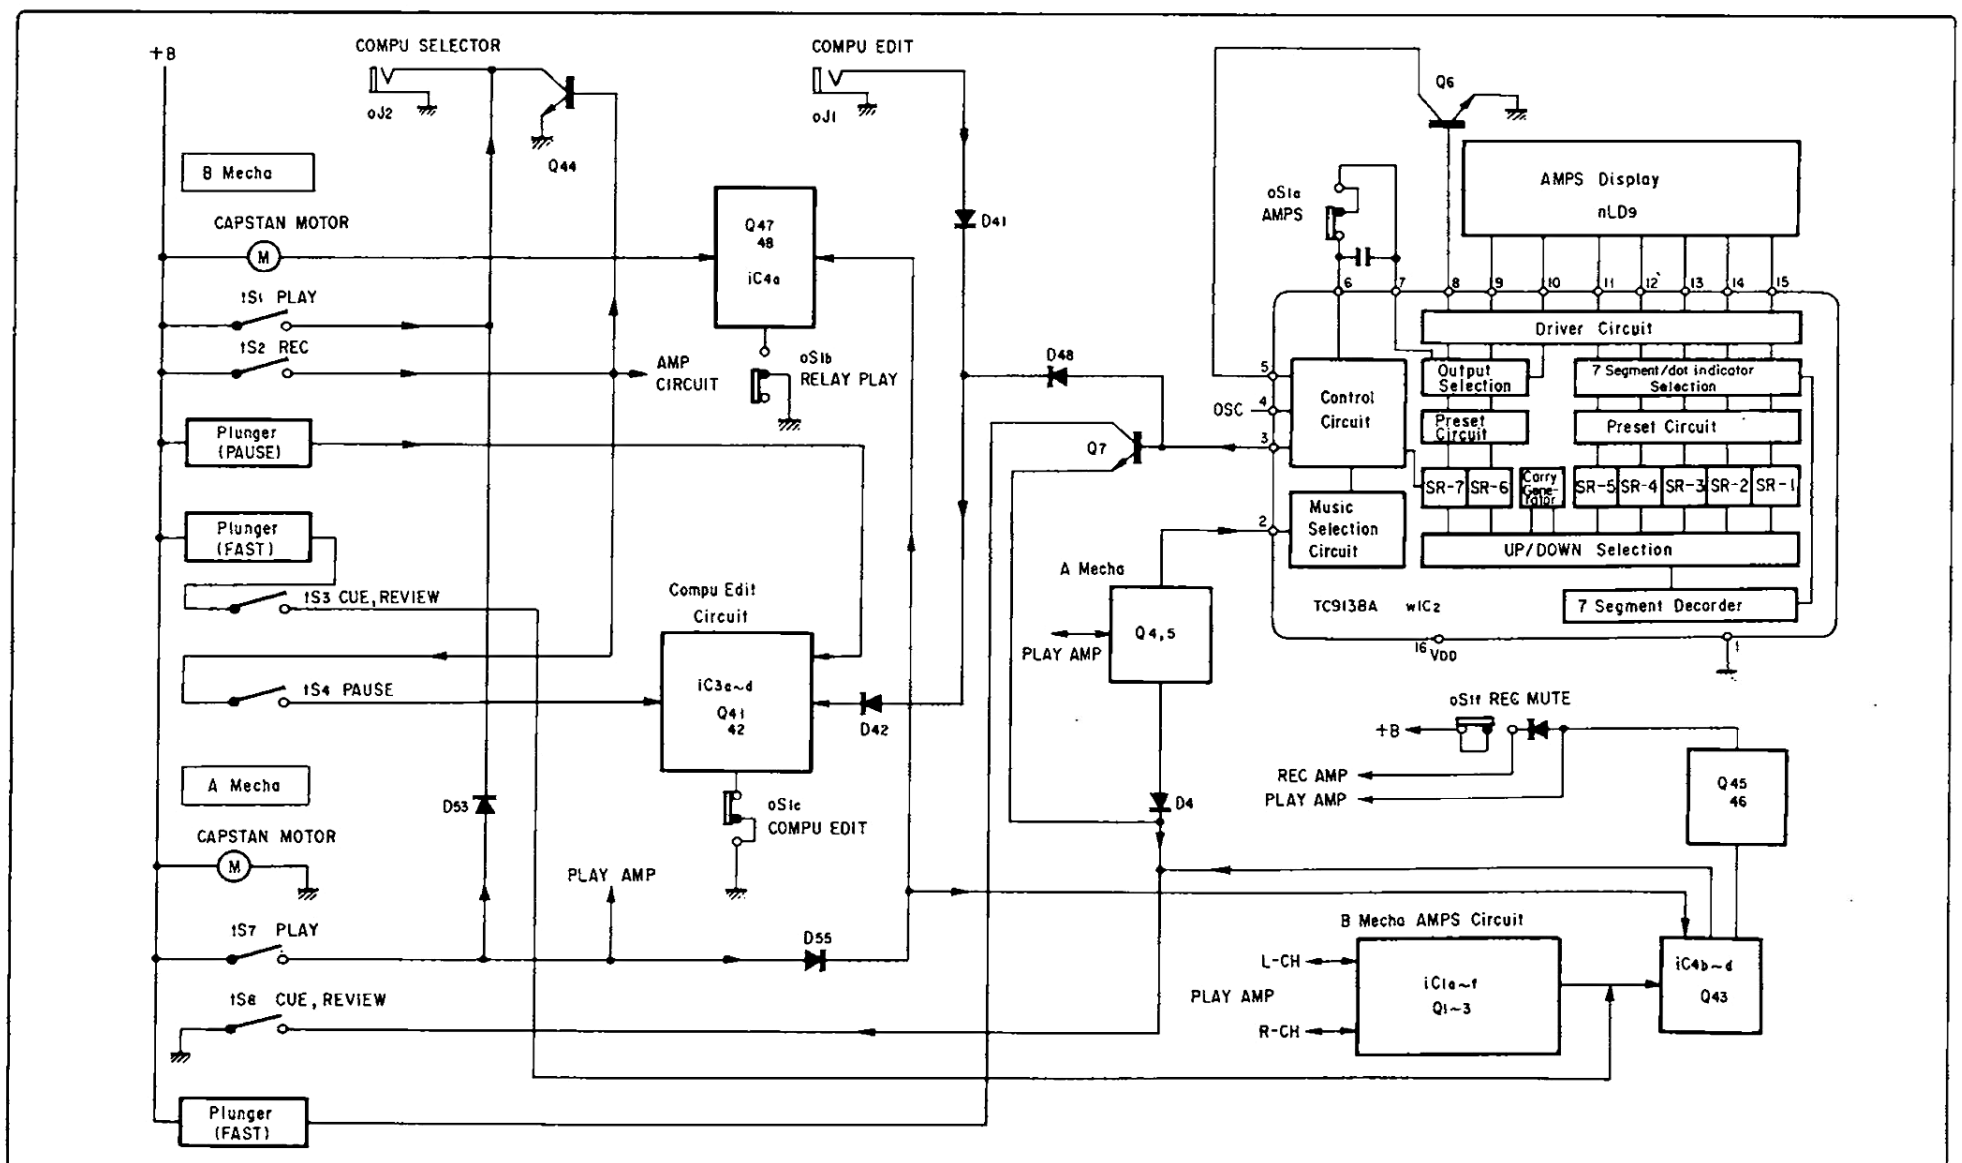 COMPU SELECTOR
COMPU EDIT
+B
Q6
oJ2
oJ1
Q44
B Mecha
AMPS Display
nLD9
oS1a
AMPS
CAPSTAN MOTOR
M
Q47
48
iC4a
D41
tS1 PLAY
tS2 REC
AMP
CIRCUIT
oS1b
RELAY PLAY
D48
6
7
8
9
10
11
12
13
14
15
Driver Circuit
5
4
3
2
OSC
Control
Circuit
Output
Selection
7 Segment/dot indicator
Selection
Preset
Circuit
Preset Circuit
Plunger
(PAUSE)
Q7
SR-7
SR-6
Carry
Gene-
rator
SR-5
SR-4
SR-3
SR-2
SR-1
Music
Selection
Circuit
UP/DOWN Selection
Plunger
(FAST)
A Mecha
tS3 CUE, REVIEW
Compu Edit
Circuit
TC9138A wIC2
7 Segment Decorder
Q4,5
PLAY AMP
16 VDD
1
tS4 PAUSE
iC3a~d
Q41
42
D42
oS1f REC MUTE
+B
REC AMP
PLAY AMP
Q45
46
A Mecha
D53
oS1c
COMPU EDIT
D4
CAPSTAN MOTOR
M
PLAY AMP
tS7 PLAY
D55
B Mecha AMPS Circuit
L-CH
PLAY AMP
R-CH
iC1a~f
Q1~3
iC4b~d
Q43
tS8 CUE, REVIEW
Plunger
(FAST)